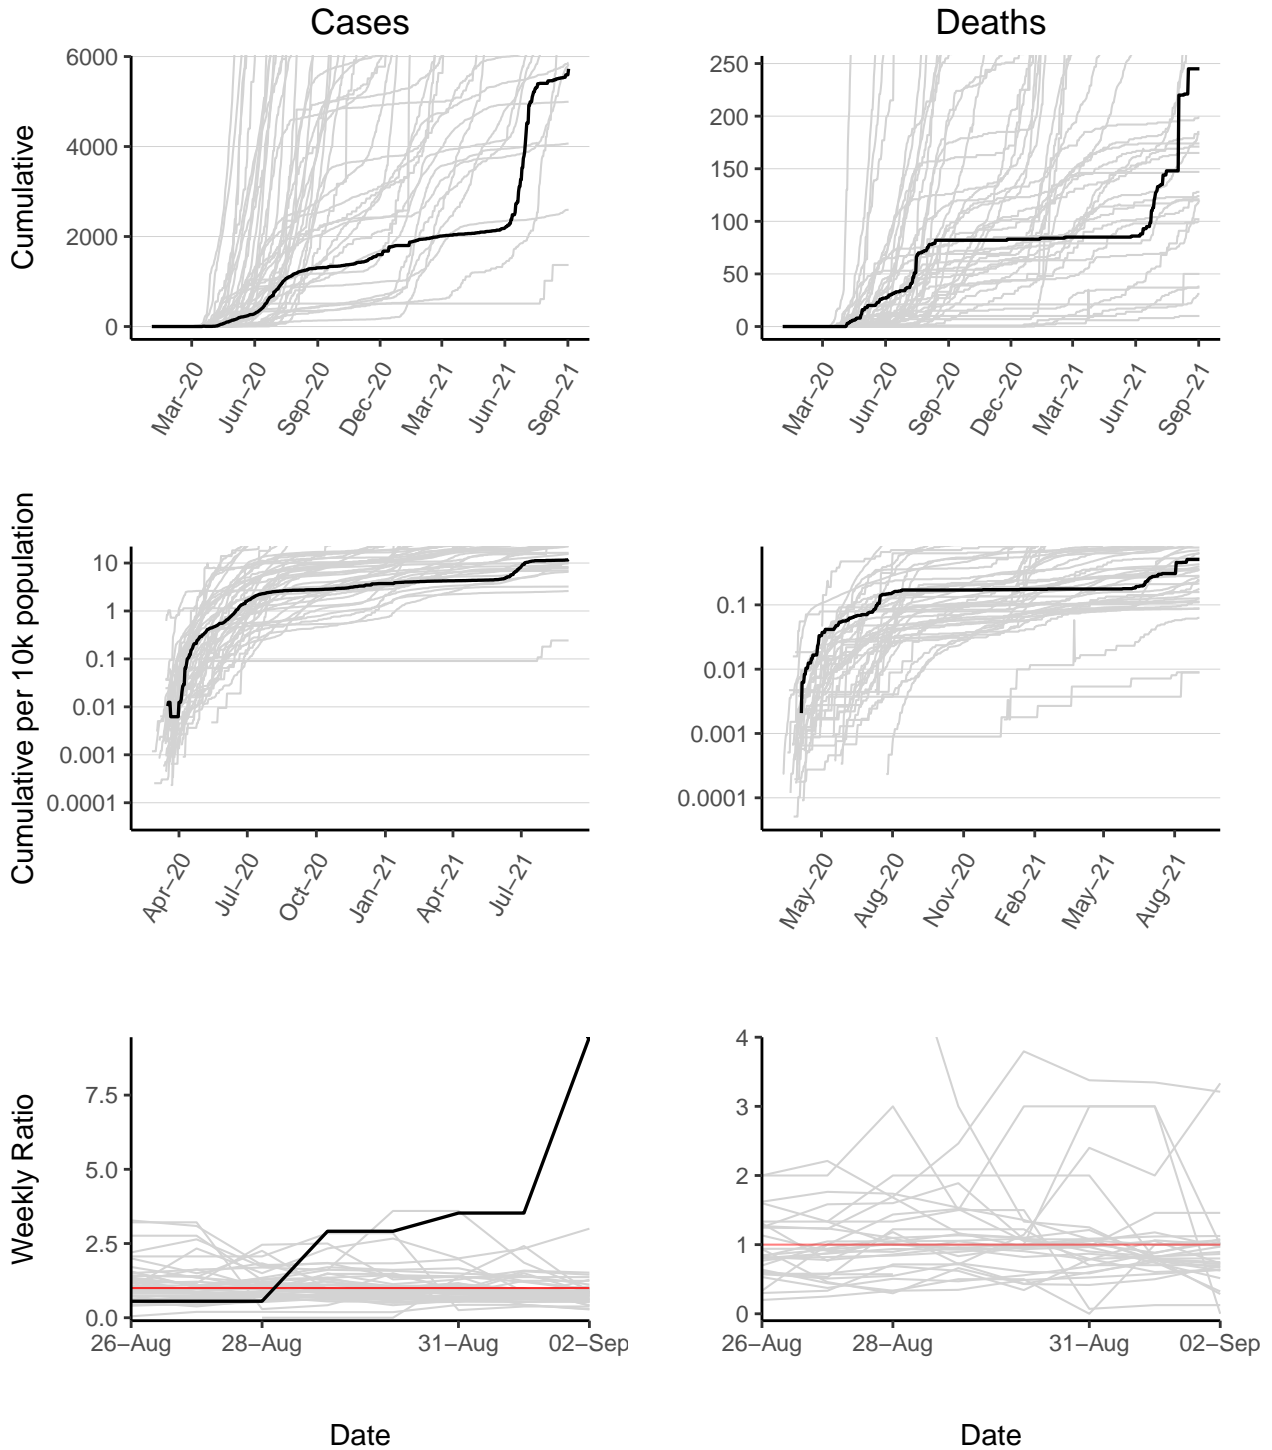 Cases
Deaths
Cumulative
6000
4000
2000
0
Mar−20
Jun−20
Sep−20
Dec−20
Mar−21
Jun−21
Sep−21
250
200
150
100
50
0
Mar−20
Jun−20
Sep−20
Dec−20
Mar−21
Jun−21
Sep−21
Cumulative per 10k population
10
1
0.1
0.01
0.001
0.0001
Apr−20
Jul−20
Oct−20
Jan−21
Apr−21
Jul−21
0.1
0.01
0.001
0.0001
May−20
Aug−20
Nov−20
Feb−21
May−21
Aug−21
Weekly Ratio
7.5
5.0
2.5
0.0
26−Aug
28−Aug
31−Aug
02−Sep
4
3
2
1
0
26−Aug
28−Aug
31−Aug
02−Sep
Date
Date